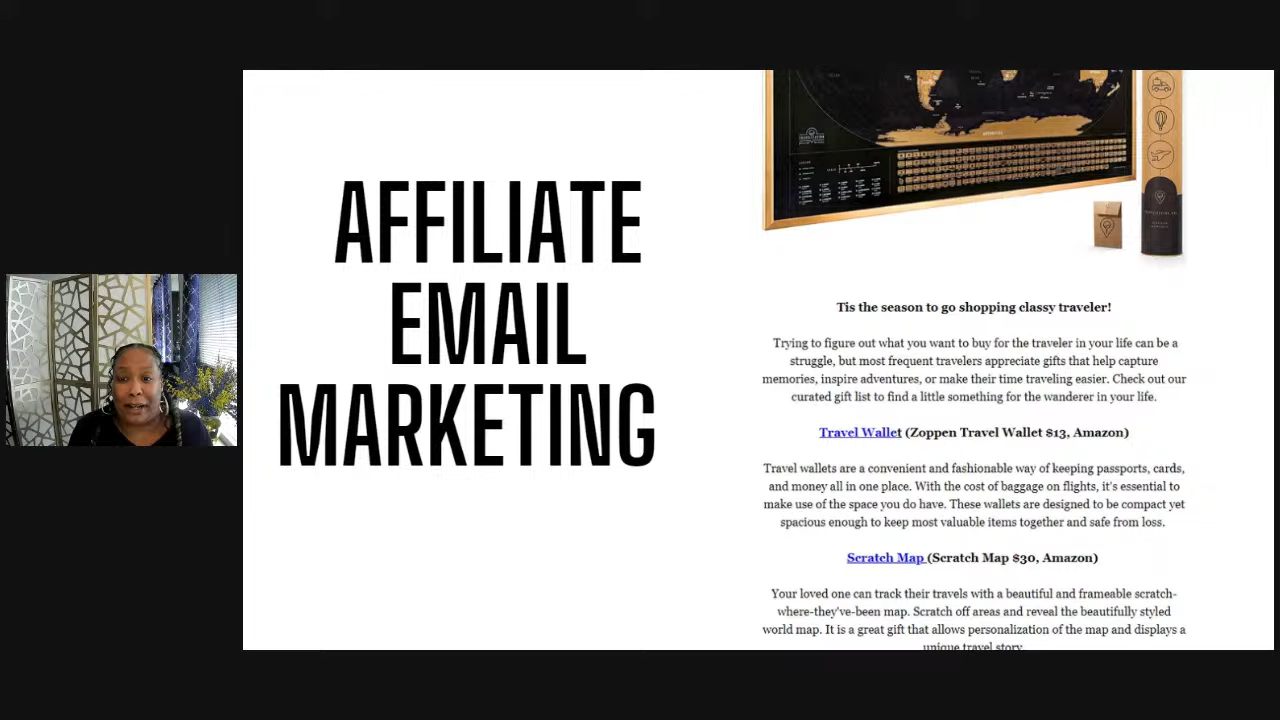 AFFILIATE
EMAIL
MARKETING
Tis the season to go shopping classy traveler!
Trying to figure out what you want to buy for the traveler in your life can be a
struggle, but most frequent travelers appreciate gifts that help capture
memories, inspire adventures, or make their time traveling easier. Check out our
curated gift list to find a little something for the wanderer in your life.
Travel Wallet (Zoppen Travel Wallet $13, Amazon)
Travel wallets are a convenient and fashionable way of keeping passports, cards,
and money all in one place. With the cost of baggage on flights, it's essential to
make use of the space you do have. These wallets are designed to be compact yet
spacious enough to keep most valuable items together and safe from loss.
Scratch Map (Scratch Map $30, Amazon)
Your loved one can track their travels with a beautiful and frameable scratch-
where-they've-been map. Scratch off areas and reveal the beautifully styled
world map. It is a great gift that allows personalization of the map and displays a
unique travel story.